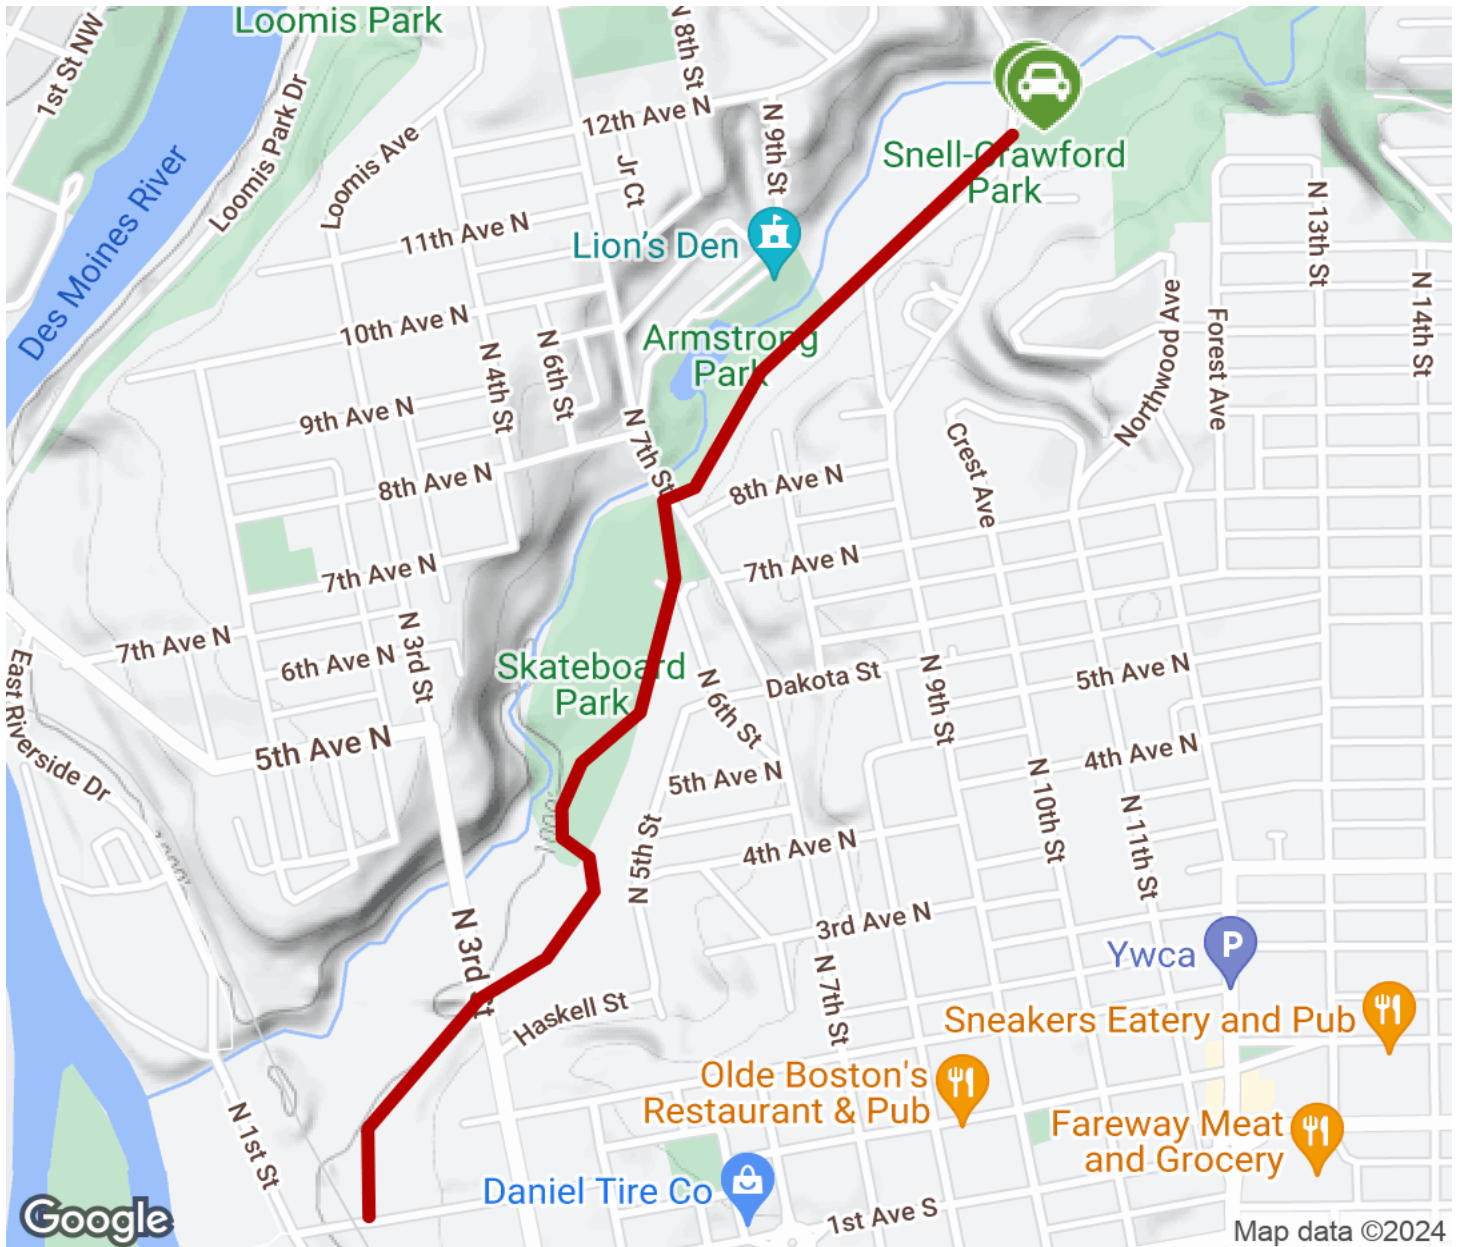 Loomis Park
1st St NW
N 8th St
Loomis Park Dr
12th Ave N
N 9th St
Loomis Ave
Jr Ct
Snell-Crawford
Park
Des Moines River
11th Ave N
Lion's Den
N 13th St
N 14th St
10th Ave N
Armstrong
Park
Northwood Ave
Forest Ave
N 4th St
N 6th St
9th Ave N
N 7th St
8th Ave N
8th Ave N
Crest Ave
7th Ave N
7th Ave N
7th Ave N
N 3rd St
6th Ave N
Skateboard
Park
East Riverside Dr
N 6th St
Dakota St
N 9th St
5th Ave N
5th Ave N
4th Ave N
5th Ave N
N 10th St
N 11th St
N 5th St
4th Ave N
N 3rd St
3rd Ave N
Ywca
P
N 7th St
Haskell St
Sneakers Eatery and Pub
Olde Boston's
Restaurant & Pub
N 1st St
Fareway Meat
and Grocery
Daniel Tire Co
1st Ave S
Google
Map data ©2024